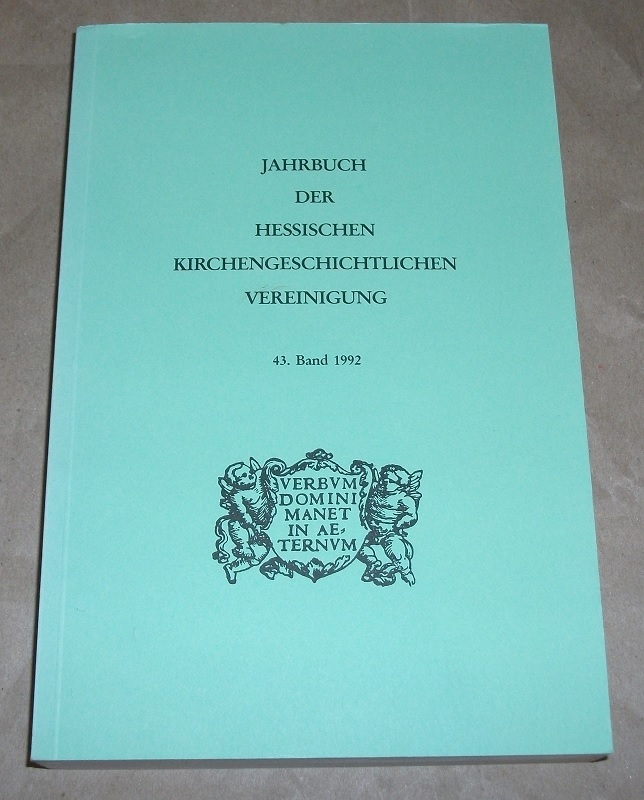 JAHRBUCH
DER
HESSISCHEN
KIRCHENGESCHICHTLICHEN
VEREINIGUNG
43. Band 1992
VERBVM
DOMINI
MANET
IN AE-
TERNVM